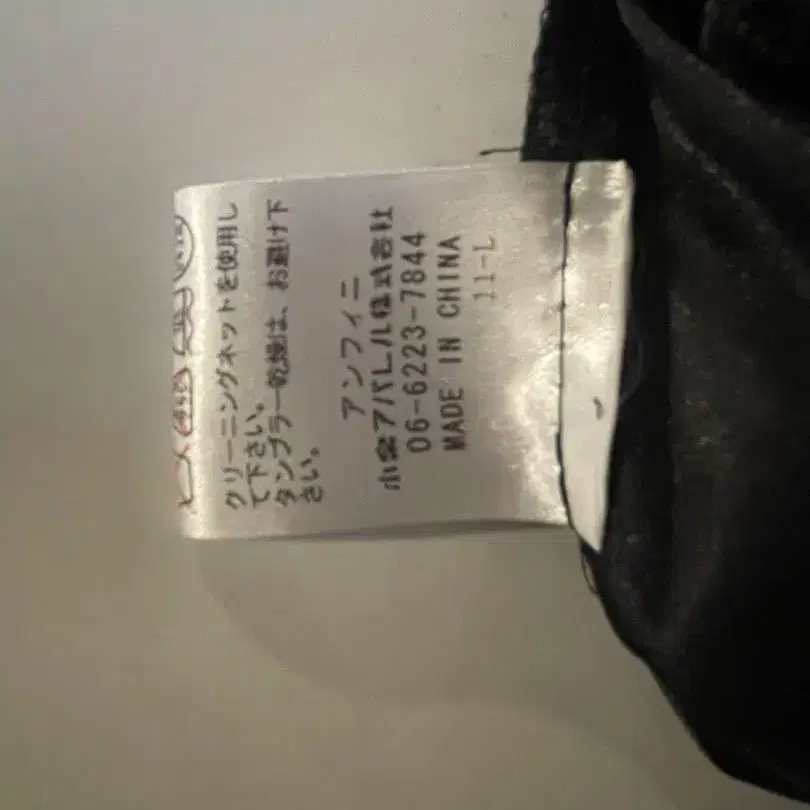 クリーニングネットを使用し
て下さい。
タンブラー乾燥は、お避け下
さい。
アンフィニ
小泉アパレル株式会社
06-6223-7844
MADE IN CHINA
11-L